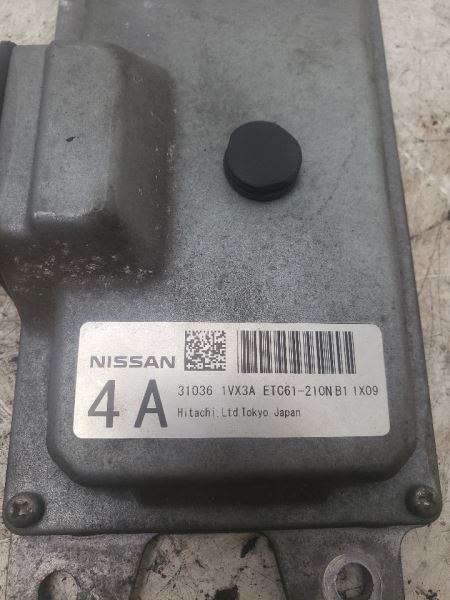 NISSAN
4A
31036 1VX3A ETC61-210N B1 1X09
Hitachi,Ltd.Tokyo Japan